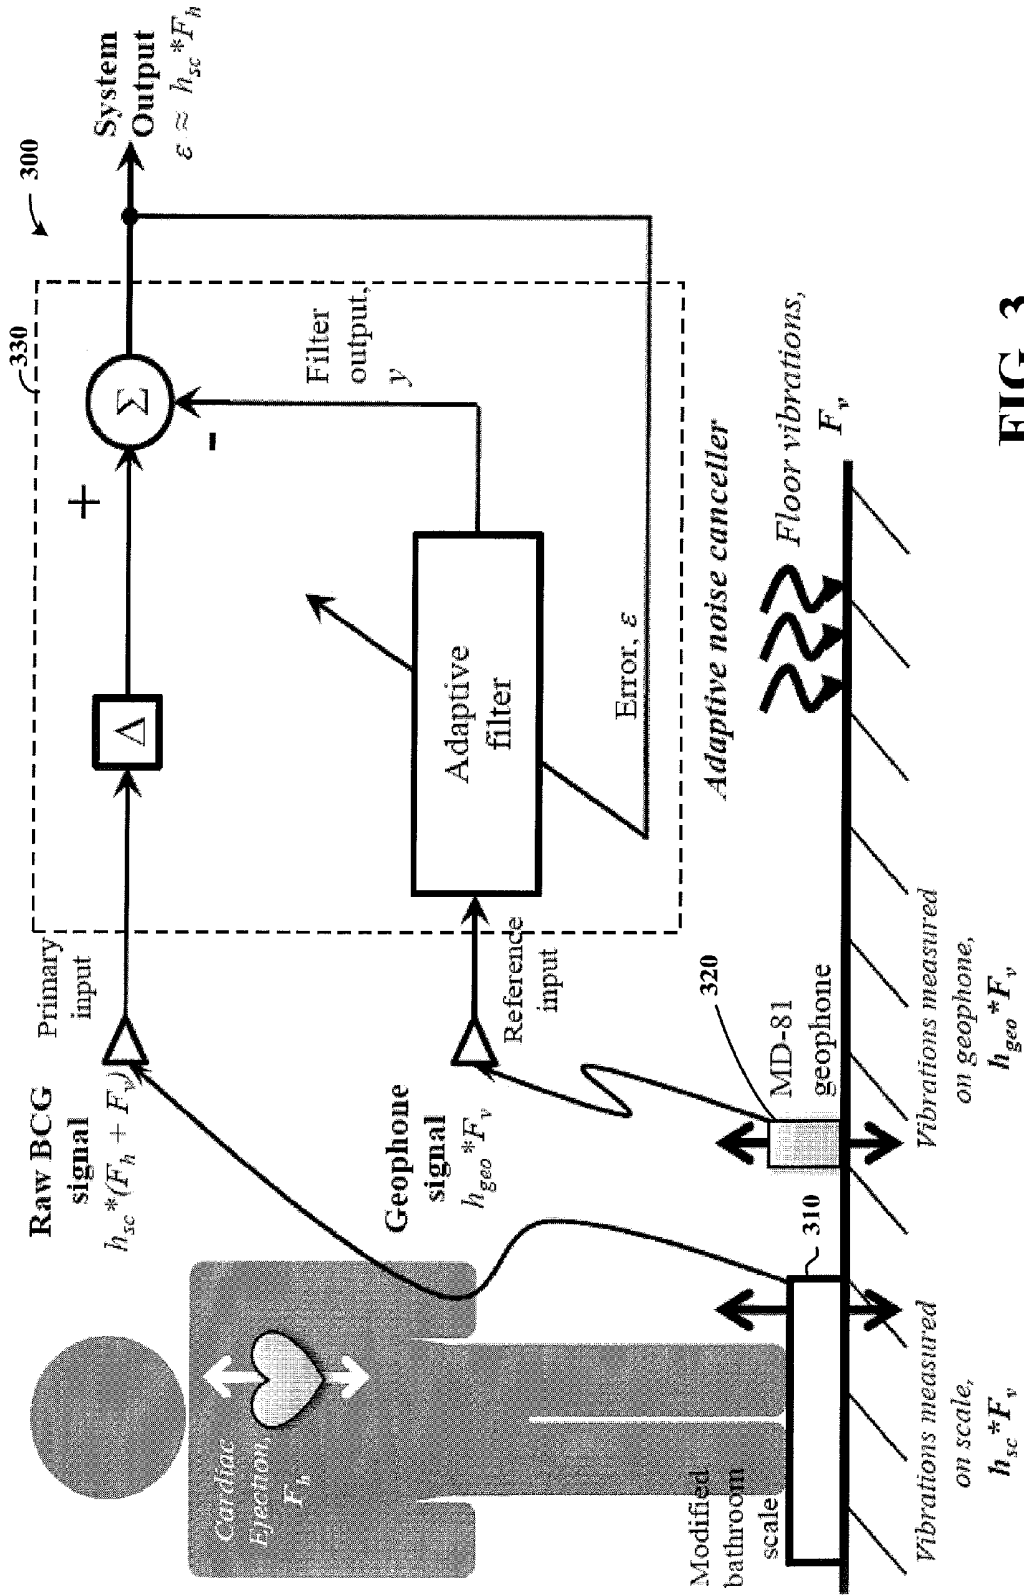 300
330
System
Output
ε ≈ h_sc*F_h
Σ
+
-
Δ
Filter
output,
y
Adaptive
filter
Error, ε
Adaptive noise canceller
Primary
input
Raw BCG
signal
h_sc*(F_h + F_v)
Reference
input
Geophone
signal
h_geo*F_v
Cardiac
Ejection,
F_h
Modified
bathroom
scale
310
320
MD-81
geophone
Floor vibrations,
F_v
Vibrations measured
on scale,
h_sc*F_v
Vibrations measured
on geophone,
h_geo*F_v
FIG. 3